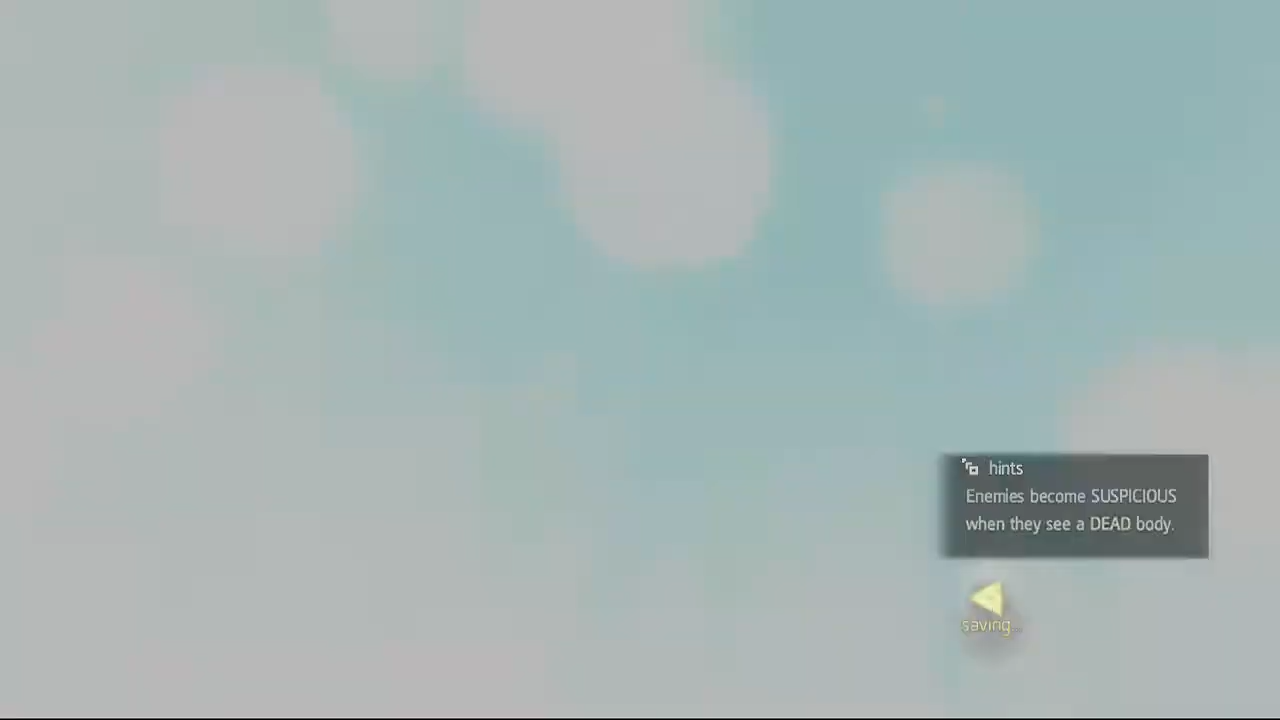 hints
Enemies become SUSPICIOUS
when they see a DEAD body.
saving...